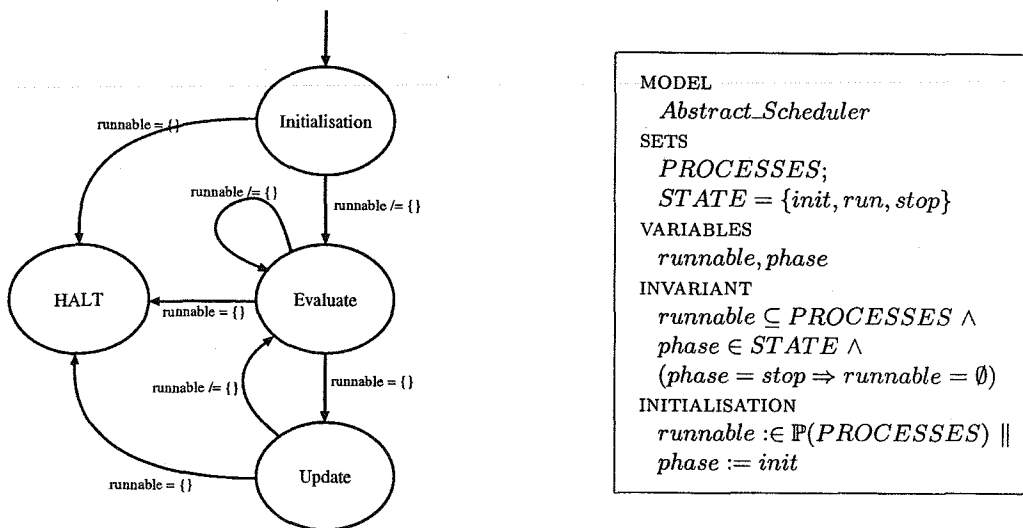 Initialisation
runnable = {}
runnable /= {}
runnable /= {}
HALT
Evaluate
runnable = {}
runnable /= {}
runnable = {}
Update
runnable = {}
MODEL
Abstract_Scheduler
SETS
PROCESSES;
STATE = {init, run, stop}
VARIABLES
runnable, phase
INVARIANT
runnable ⊆ PROCESSES ∧
phase ∈ STATE ∧
(phase = stop ⇒ runnable = ∅)
INITIALISATION
runnable :∈ ℙ(PROCESSES) ||
phase := init